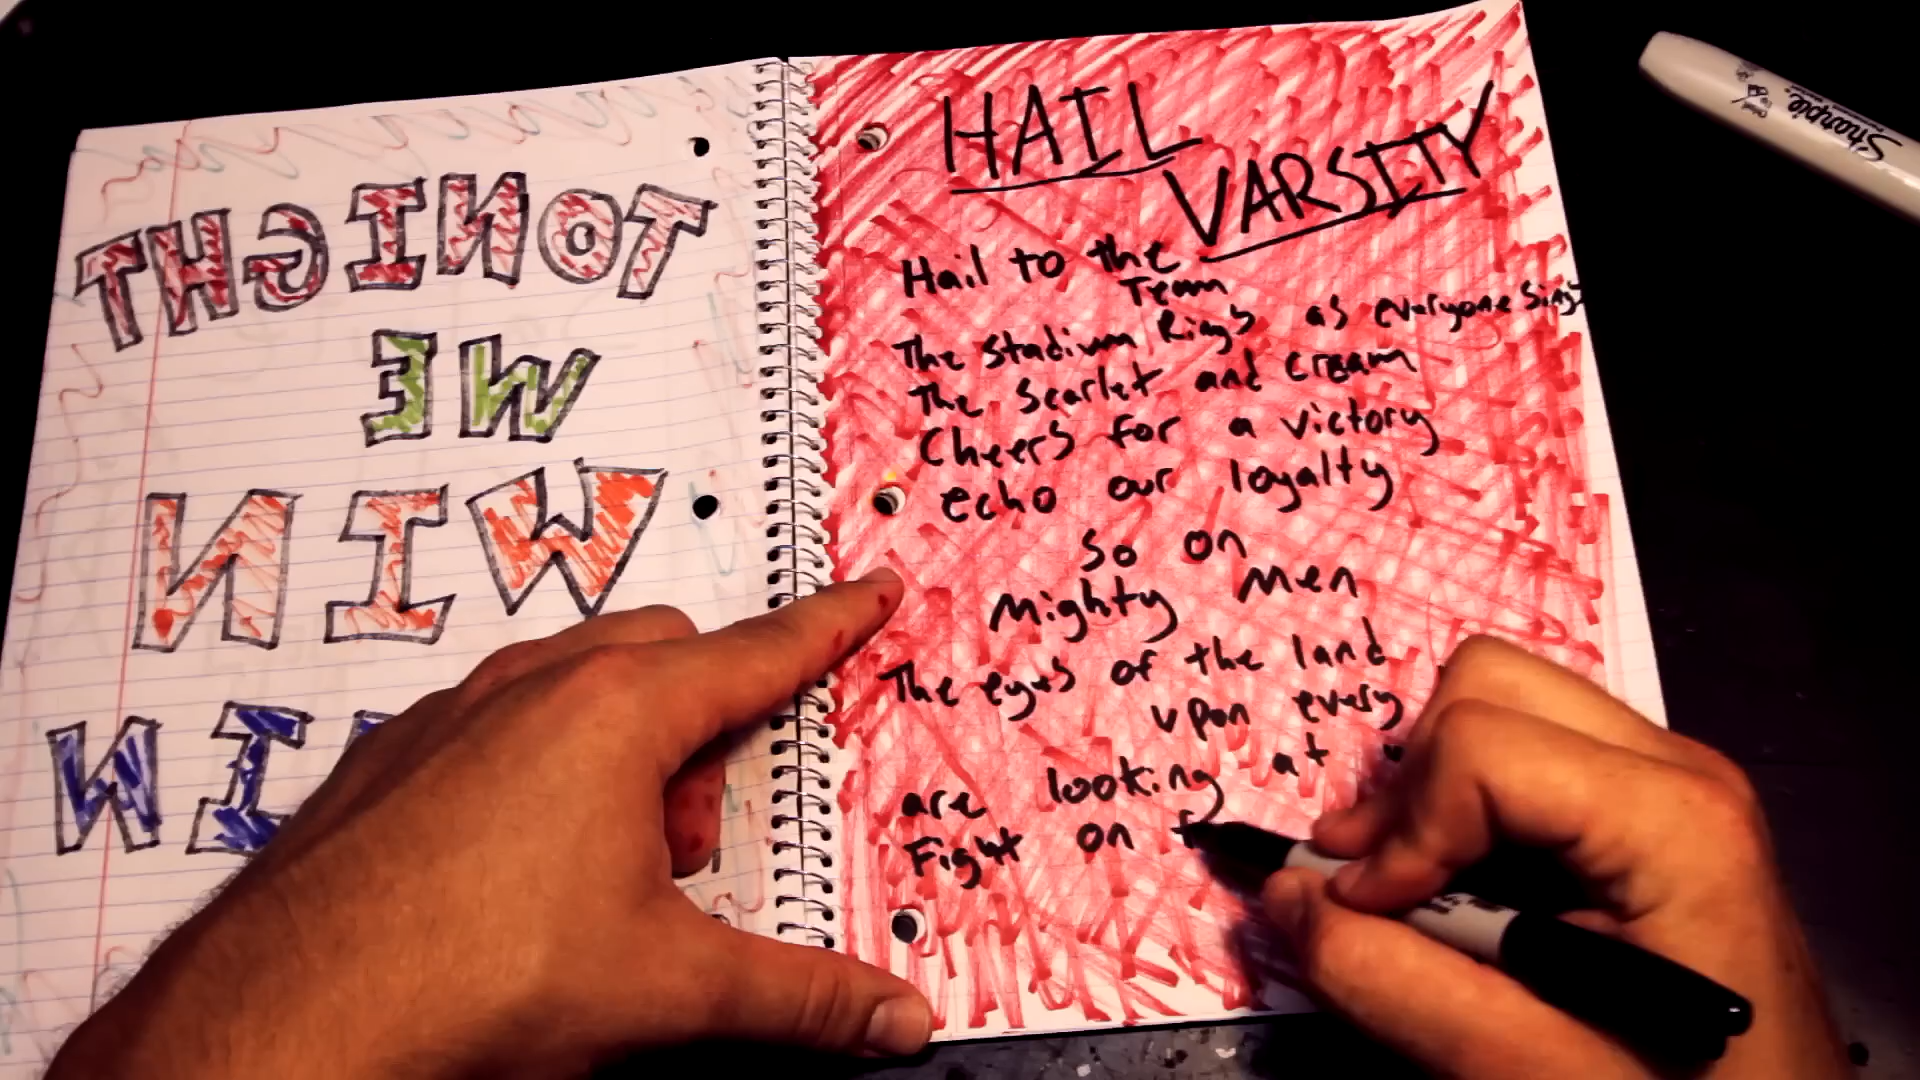 TONIGHT
WE
WIN
HAIL
VARSITY
Hail to the
Team
The Stadium Rings as everyone sings
The Scarlet and cream
Cheers for a victory
echo our loyalty
So on
Mighty Men
The eyes of the land
upon every
are looking at
Fight on f
Sharpie